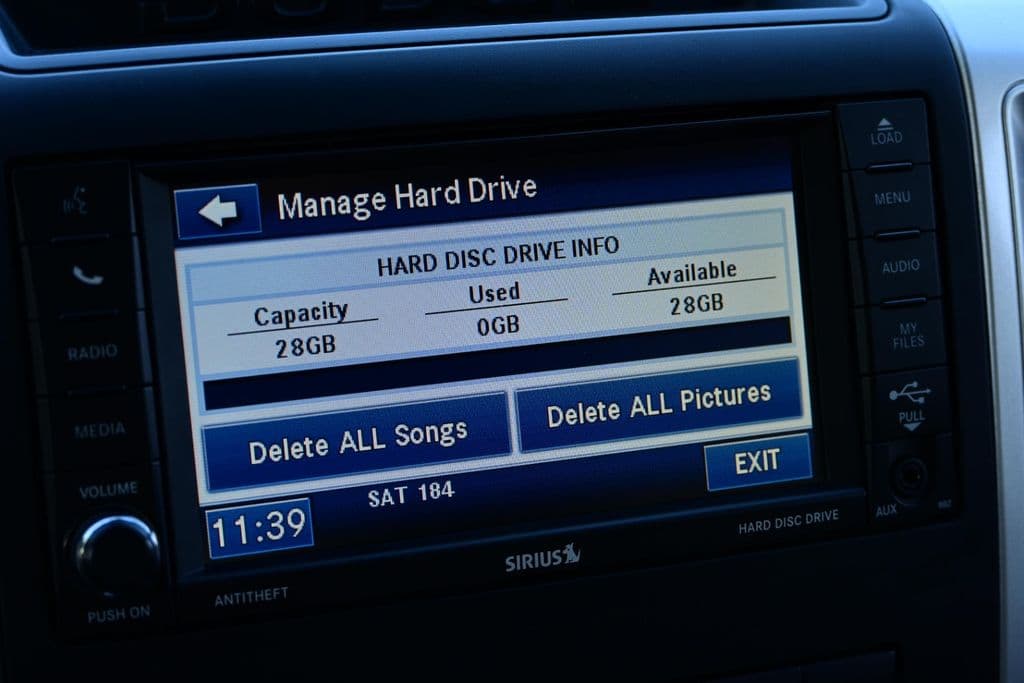 LOAD
MENU
AUDIO
MY
FILES
PULL
AUX
RADIO
MEDIA
VOLUME
PUSH ON
Manage Hard Drive
HARD DISC DRIVE INFO
Capacity Used Available
28GB 0GB 28GB
Delete ALL Songs Delete ALL Pictures
SAT 184 EXIT
11:39
ANTITHEFT SIRIUS HARD DISC DRIVE